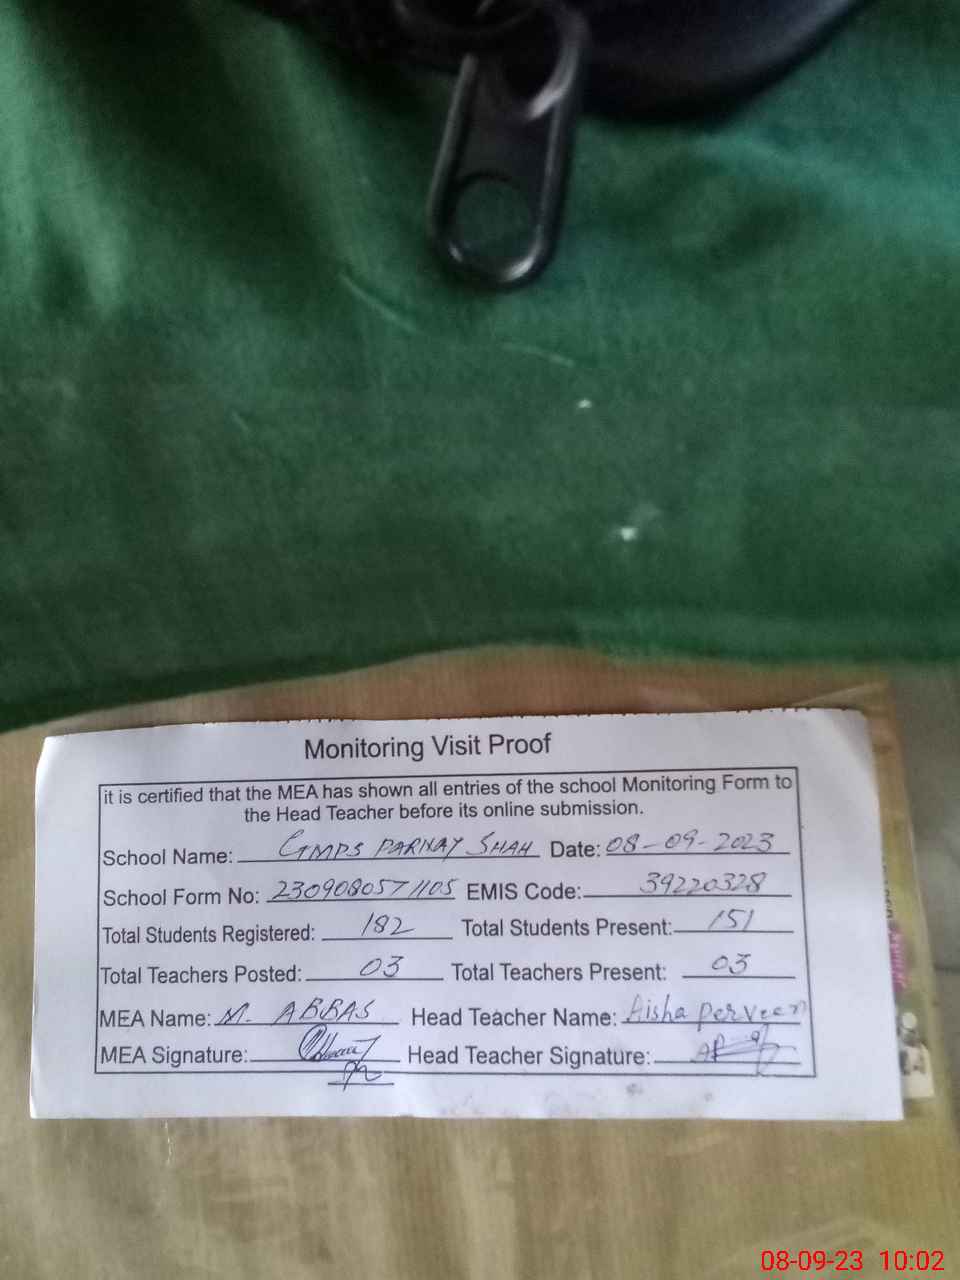 Monitoring Visit Proof
it is certified that the MEA has shown all entries of the school Monitoring Form to
the Head Teacher before its online submission.
School Name: GMPS PARNAY SHAH Date: 08-09-2023
School Form No: 230908057 1105 EMIS Code: 39220328
Total Students Registered: 182 Total Students Present: 151
Total Teachers Posted: 03 Total Teachers Present: 03
MEA Name: M. ABBAS Head Teacher Name: Aisha perveen
MEA Signature: Head Teacher Signature:
08-09-23 10:02